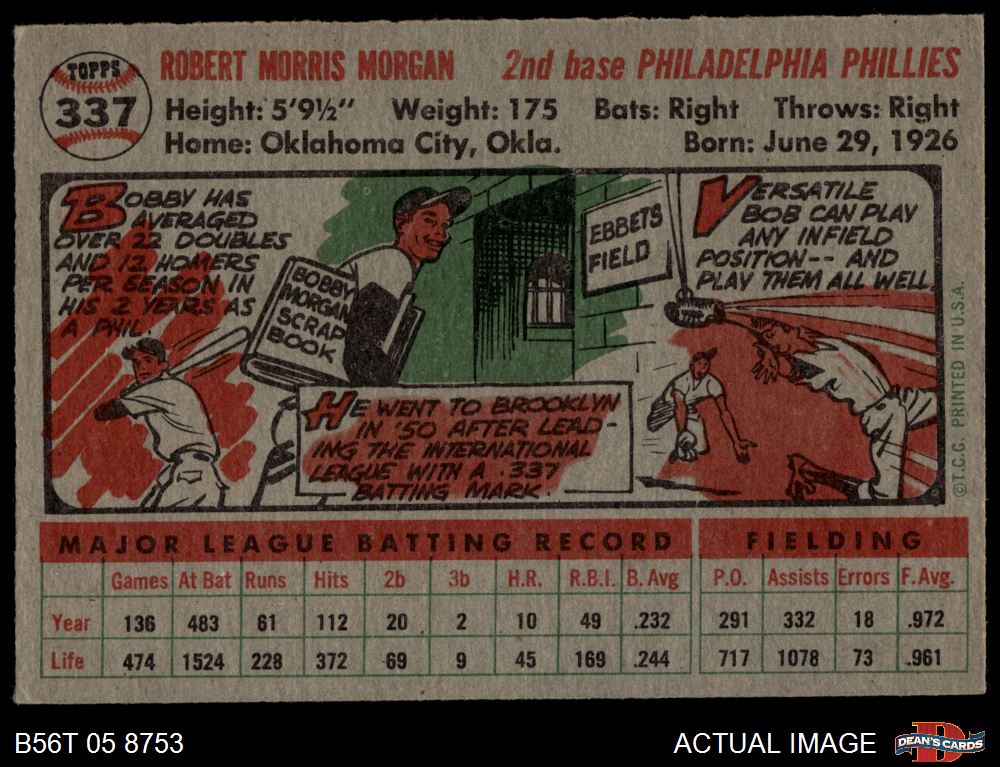 TOPPS
337
ROBERT MORRIS MORGAN 2nd base PHILADELPHIA PHILLIES
Height: 5'9½" Weight: 175 Bats: Right Throws: Right
Home: Oklahoma City, Okla. Born: June 29, 1926
BOBBY HAS
AVERAGED
OVER 22 DOUBLES
AND 12 HOMERS
PER SEASON IN
HIS 2 YEARS AS
A PHIL.
BOBBY
MORGAN
SCRAP
BOOK
EBBETS
FIELD
HE WENT TO BROOKLYN
IN '50 AFTER LEAD-
ING THE INTERNATIONAL
LEAGUE WITH A .337
BATTING MARK.
VERSATILE
BOB CAN PLAY
ANY INFIELD
POSITION-- AND
PLAY THEM ALL WELL.
©T.C.G. PRINTED IN U.S.A.
MAJOR LEAGUE BATTING RECORD FIELDING
Games At Bat Runs Hits 2b 3b H.R. R.B.I. B. Avg P.O. Assists Errors F.Avg.
Year 136 483 61 112 20 2 10 49 .232 291 332 18 .972
Life 474 1524 228 372 69 9 45 169 .244 717 1078 73 .961
B56T 05 8753 ACTUAL IMAGE DEAN'S CARDS